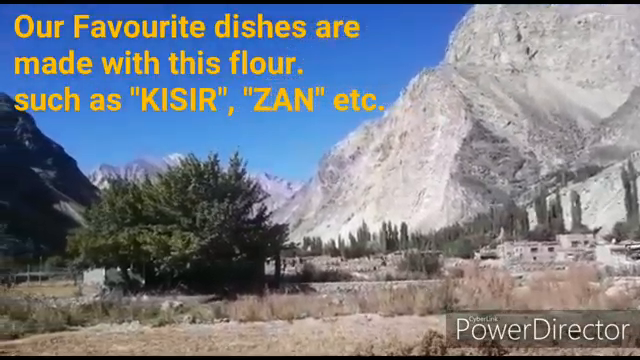 Our Favourite dishes are
made with this flour.
such as "KISIR", "ZAN" etc.
CyberLink
PowerDirector